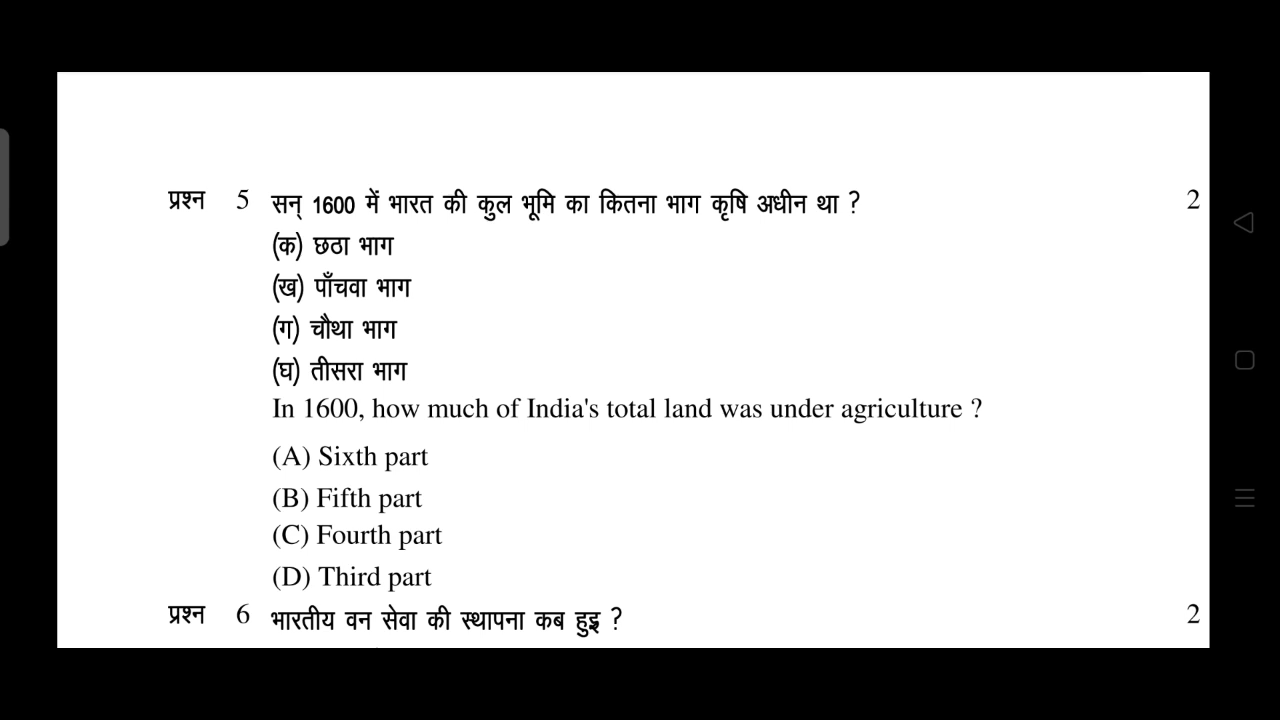 प्रश्न 5 सन् 1600 में भारत की कुल भूमि का कितना भाग कृषि अधीन था ? 2
(क) छठा भाग
(ख) पाँचवा भाग
(ग) चौथा भाग
(घ) तीसरा भाग
In 1600, how much of India's total land was under agriculture ?
(A) Sixth part
(B) Fifth part
(C) Fourth part
(D) Third part
प्रश्न 6 भारतीय वन सेवा की स्थापना कब हुइ ? 2